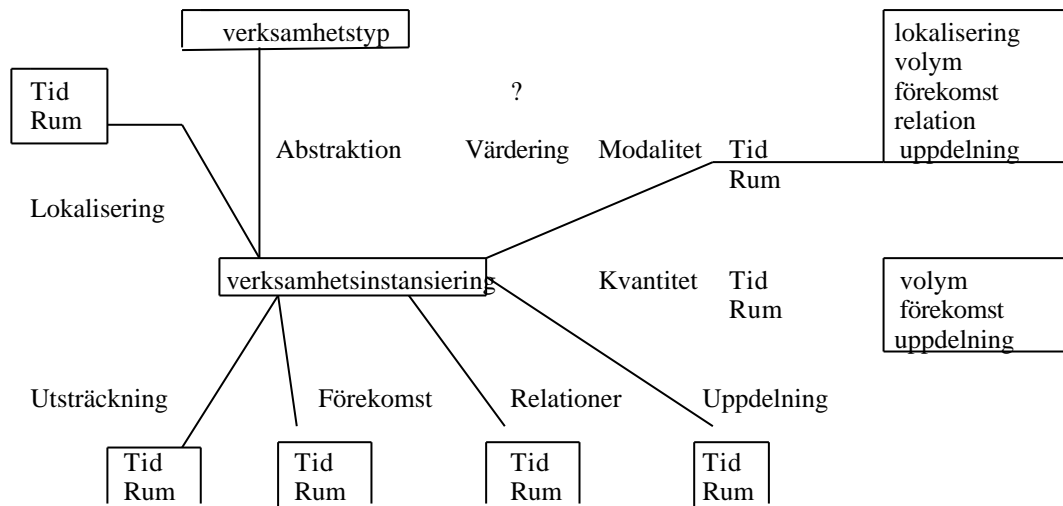 verksamhetstyp
lokalisering
volym
förekomst
relation
uppdelning
Tid
Rum
?
Abstraktion
Värdering
Modalitet
Tid
Rum
Lokalisering
verksamhetsinstansiering
Kvantitet
Tid
Rum
volym
förekomst
uppdelning
Utsträckning
Förekomst
Relationer
Uppdelning
Tid
Rum
Tid
Rum
Tid
Rum
Tid
Rum